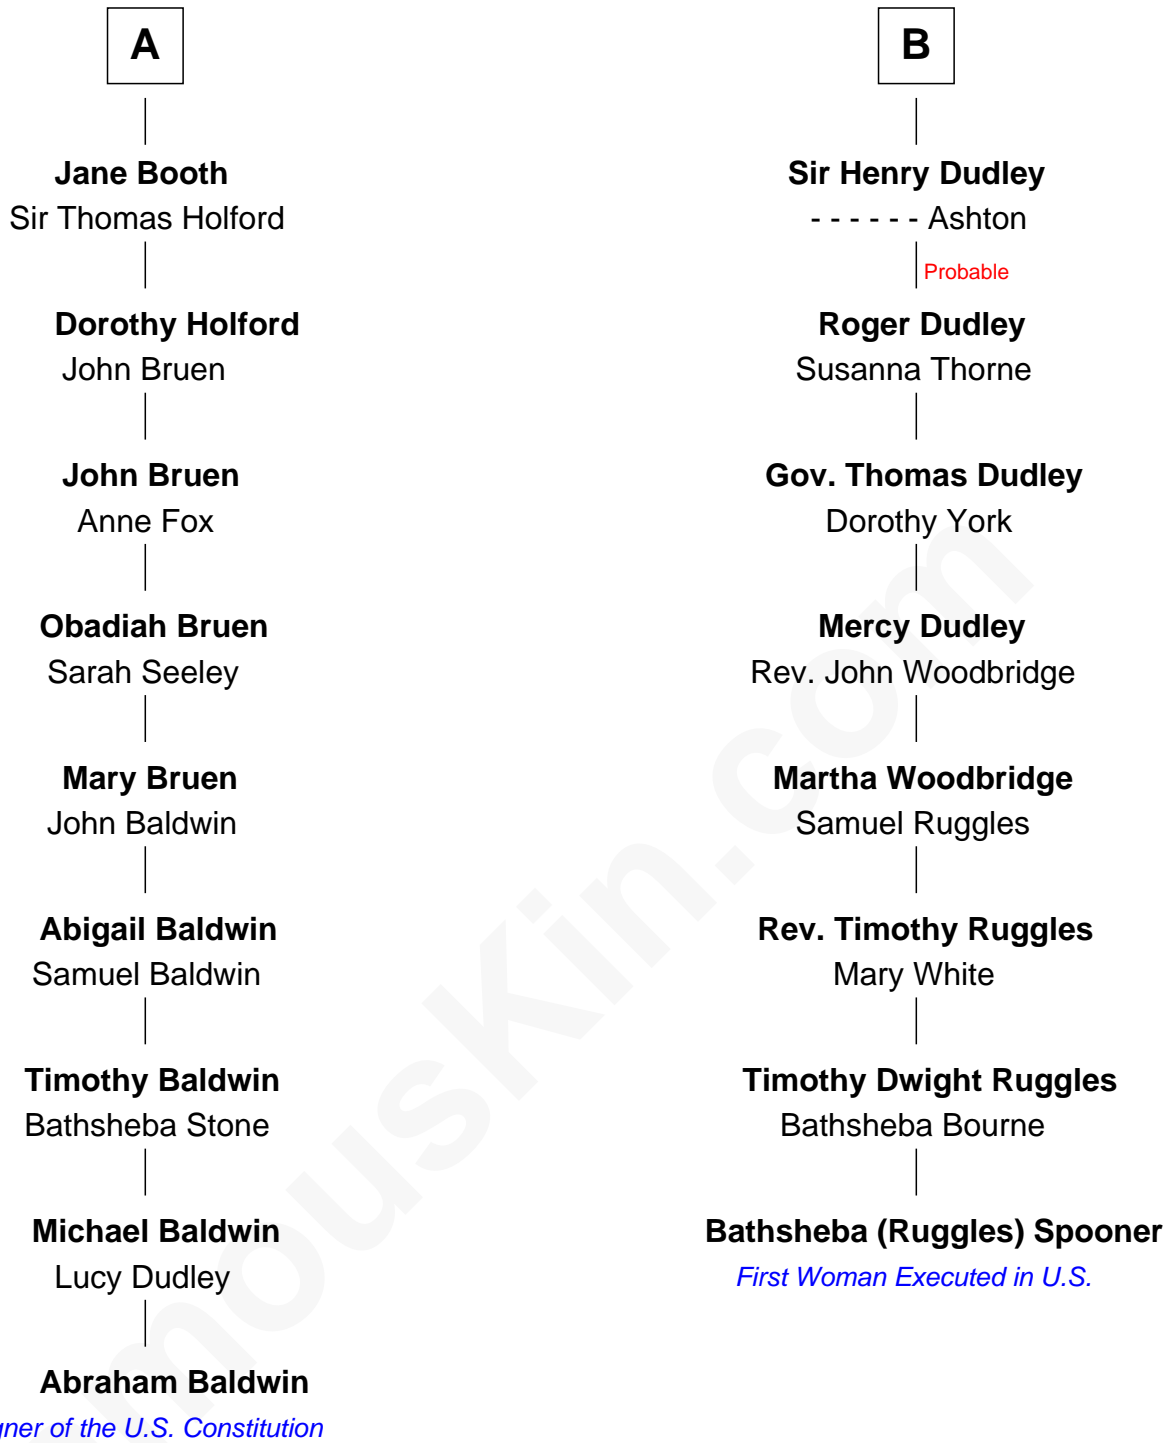 A
Jane Booth
Sir Thomas Holford
Dorothy Holford
John Bruen
John Bruen
Anne Fox
Obadiah Bruen
Sarah Seeley
Mary Bruen
John Baldwin
Abigail Baldwin
Samuel Baldwin
Timothy Baldwin
Bathsheba Stone
Michael Baldwin
Lucy Dudley
Abraham Baldwin
gner of the U.S. Constitution
B
Sir Henry Dudley
- - - - - - Ashton
Probable
Roger Dudley
Susanna Thorne
Gov. Thomas Dudley
Dorothy York
Mercy Dudley
Rev. John Woodbridge
Martha Woodbridge
Samuel Ruggles
Rev. Timothy Ruggles
Mary White
Timothy Dwight Ruggles
Bathsheba Bourne
Bathsheba (Ruggles) Spooner
First Woman Executed in U.S.
mousKin.com